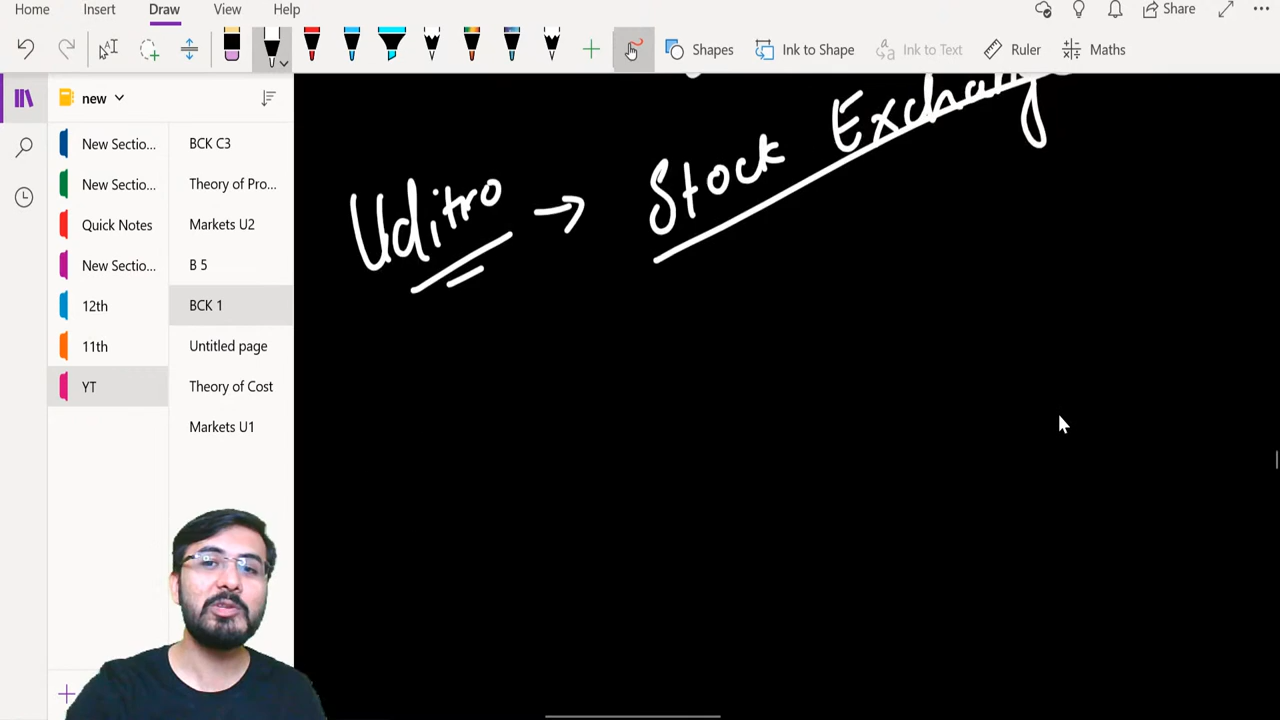 Home Insert Draw View Help Share
Shapes Ink to Shape Ink to Text Ruler Maths
new
New Sectio... BCK C3
New Sectio... Theory of Pro...
Quick Notes Markets U2
New Sectio... B 5
12th BCK 1
11th Untitled page
YT Theory of Cost
Markets U1
Stock Exchang
Uditro →